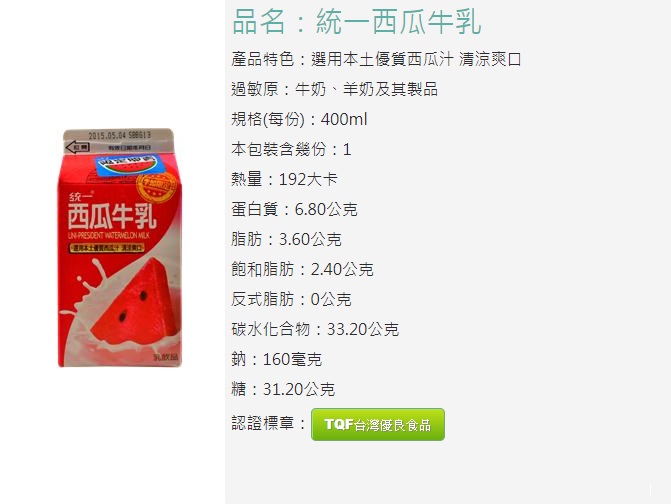 品名：統一西瓜牛乳
產品特色：選用本土優質西瓜汁 清涼爽口
過敏原：牛奶、羊奶及其製品
規格(每份)：400ml
本包裝含幾份：1
熱量：192大卡
蛋白質：6.80公克
脂肪：3.60公克
飽和脂肪：2.40公克
反式脂肪：0公克
碳水化合物：33.20公克
鈉：160毫克
糖：31.20公克
認證標章：TQF台灣優良食品
2015.05.04
有效日期年月日
統一
西瓜牛乳
UNI-PRESIDENT WATERMELON MILK
選用本土優質西瓜汁 清涼爽口
乳飲品